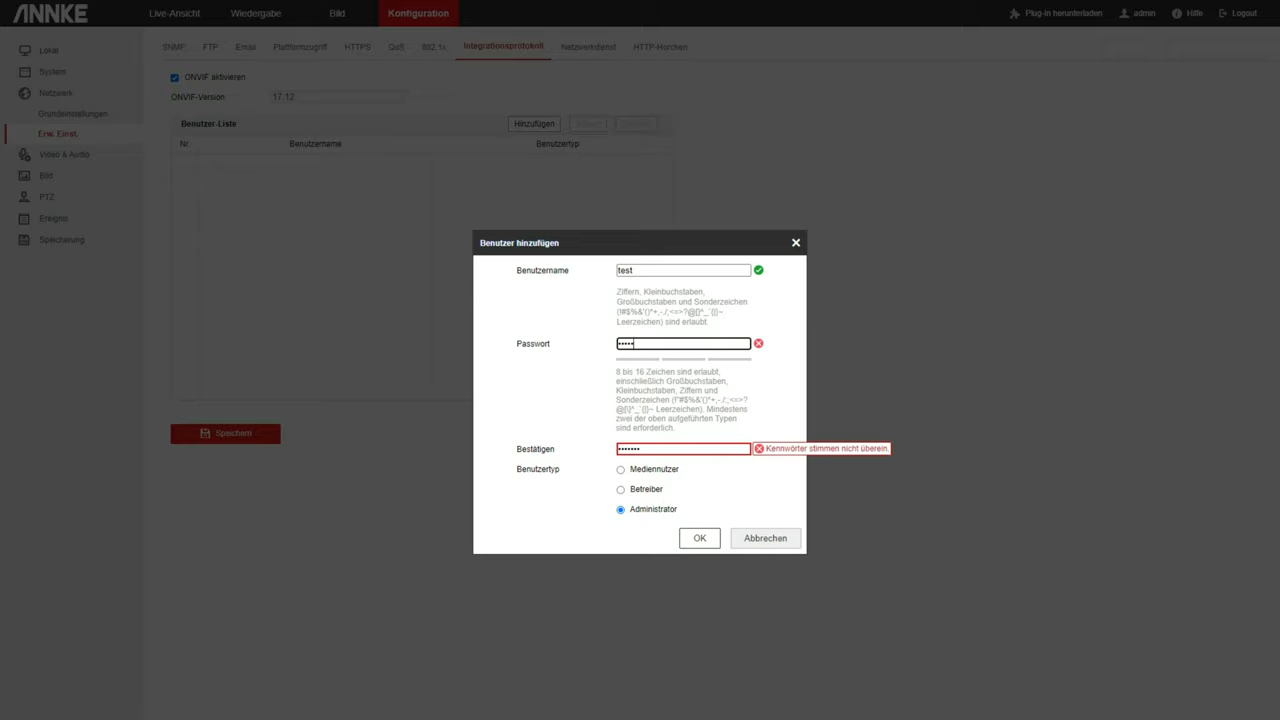 ANNKE
Live-Ansicht Wiedergabe Bild Konfiguration Plug-in herunterladen admin Hilfe Logout
Lokal
System
Netzwerk
Grundeinstellungen
Erw. Einst.
Video & Audio
Bild
PTZ
Ereignis
Speicherung
SNMP FTP Email Plattformzugriff HTTPS QoS 802.1x Integrationsprotokoll Netzwerkdienst HTTP-Horchen
ONVIF aktivieren
ONVIF-Version 17.12
Benutzer-Liste Hinzufügen
Nr. Benutzername Benutzertyp
Speichern
Benutzer hinzufügen
Benutzername test
Ziffern, Kleinbuchstaben,
Großbuchstaben und Sonderzeichen
Leerzeichen) sind erlaubt.
Passwort •••••
8 bis 16 Zeichen sind erlaubt,
einschließlich Großbuchstaben,
Kleinbuchstaben, Ziffern und
Sonderzeichen
Leerzeichen). Mindestens
zwei der oben aufgeführten Typen
sind erforderlich.
Bestätigen ••••••• Kennwörter stimmen nicht überein.
Benutzertyp Mediennutzer
Betreiber
Administrator
OK Abbrechen